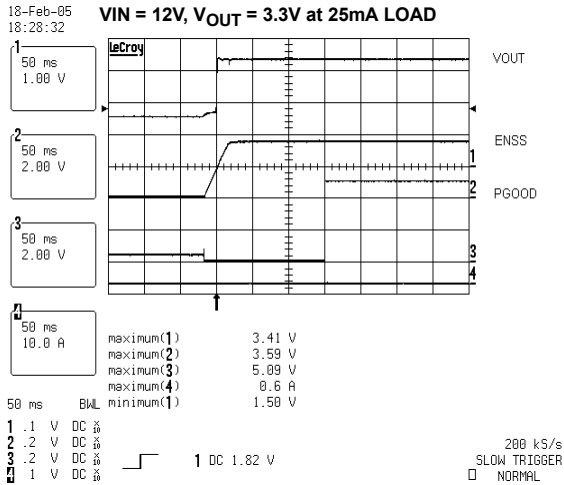 18-Feb-05
18:28:32
VIN = 12V, VOUT = 3.3V at 25mA LOAD
LeCroy
1
50 ms
1.00 V
2
50 ms
2.00 V
3
50 ms
2.00 V
4
50 ms
10.0 A
VOUT
ENSS
PGOOD
1
2
3
4
maximum(1) 3.41 V
maximum(2) 3.59 V
maximum(3) 5.09 V
maximum(4) 0.6 A
minimum(1) 1.50 V
50 ms BWL
1 .1 V DC X10
2 .2 V DC X10
3 .2 V DC X10
4 1 V DC X10
1 DC 1.82 V
200 kS/s
SLOW TRIGGER
NORMAL